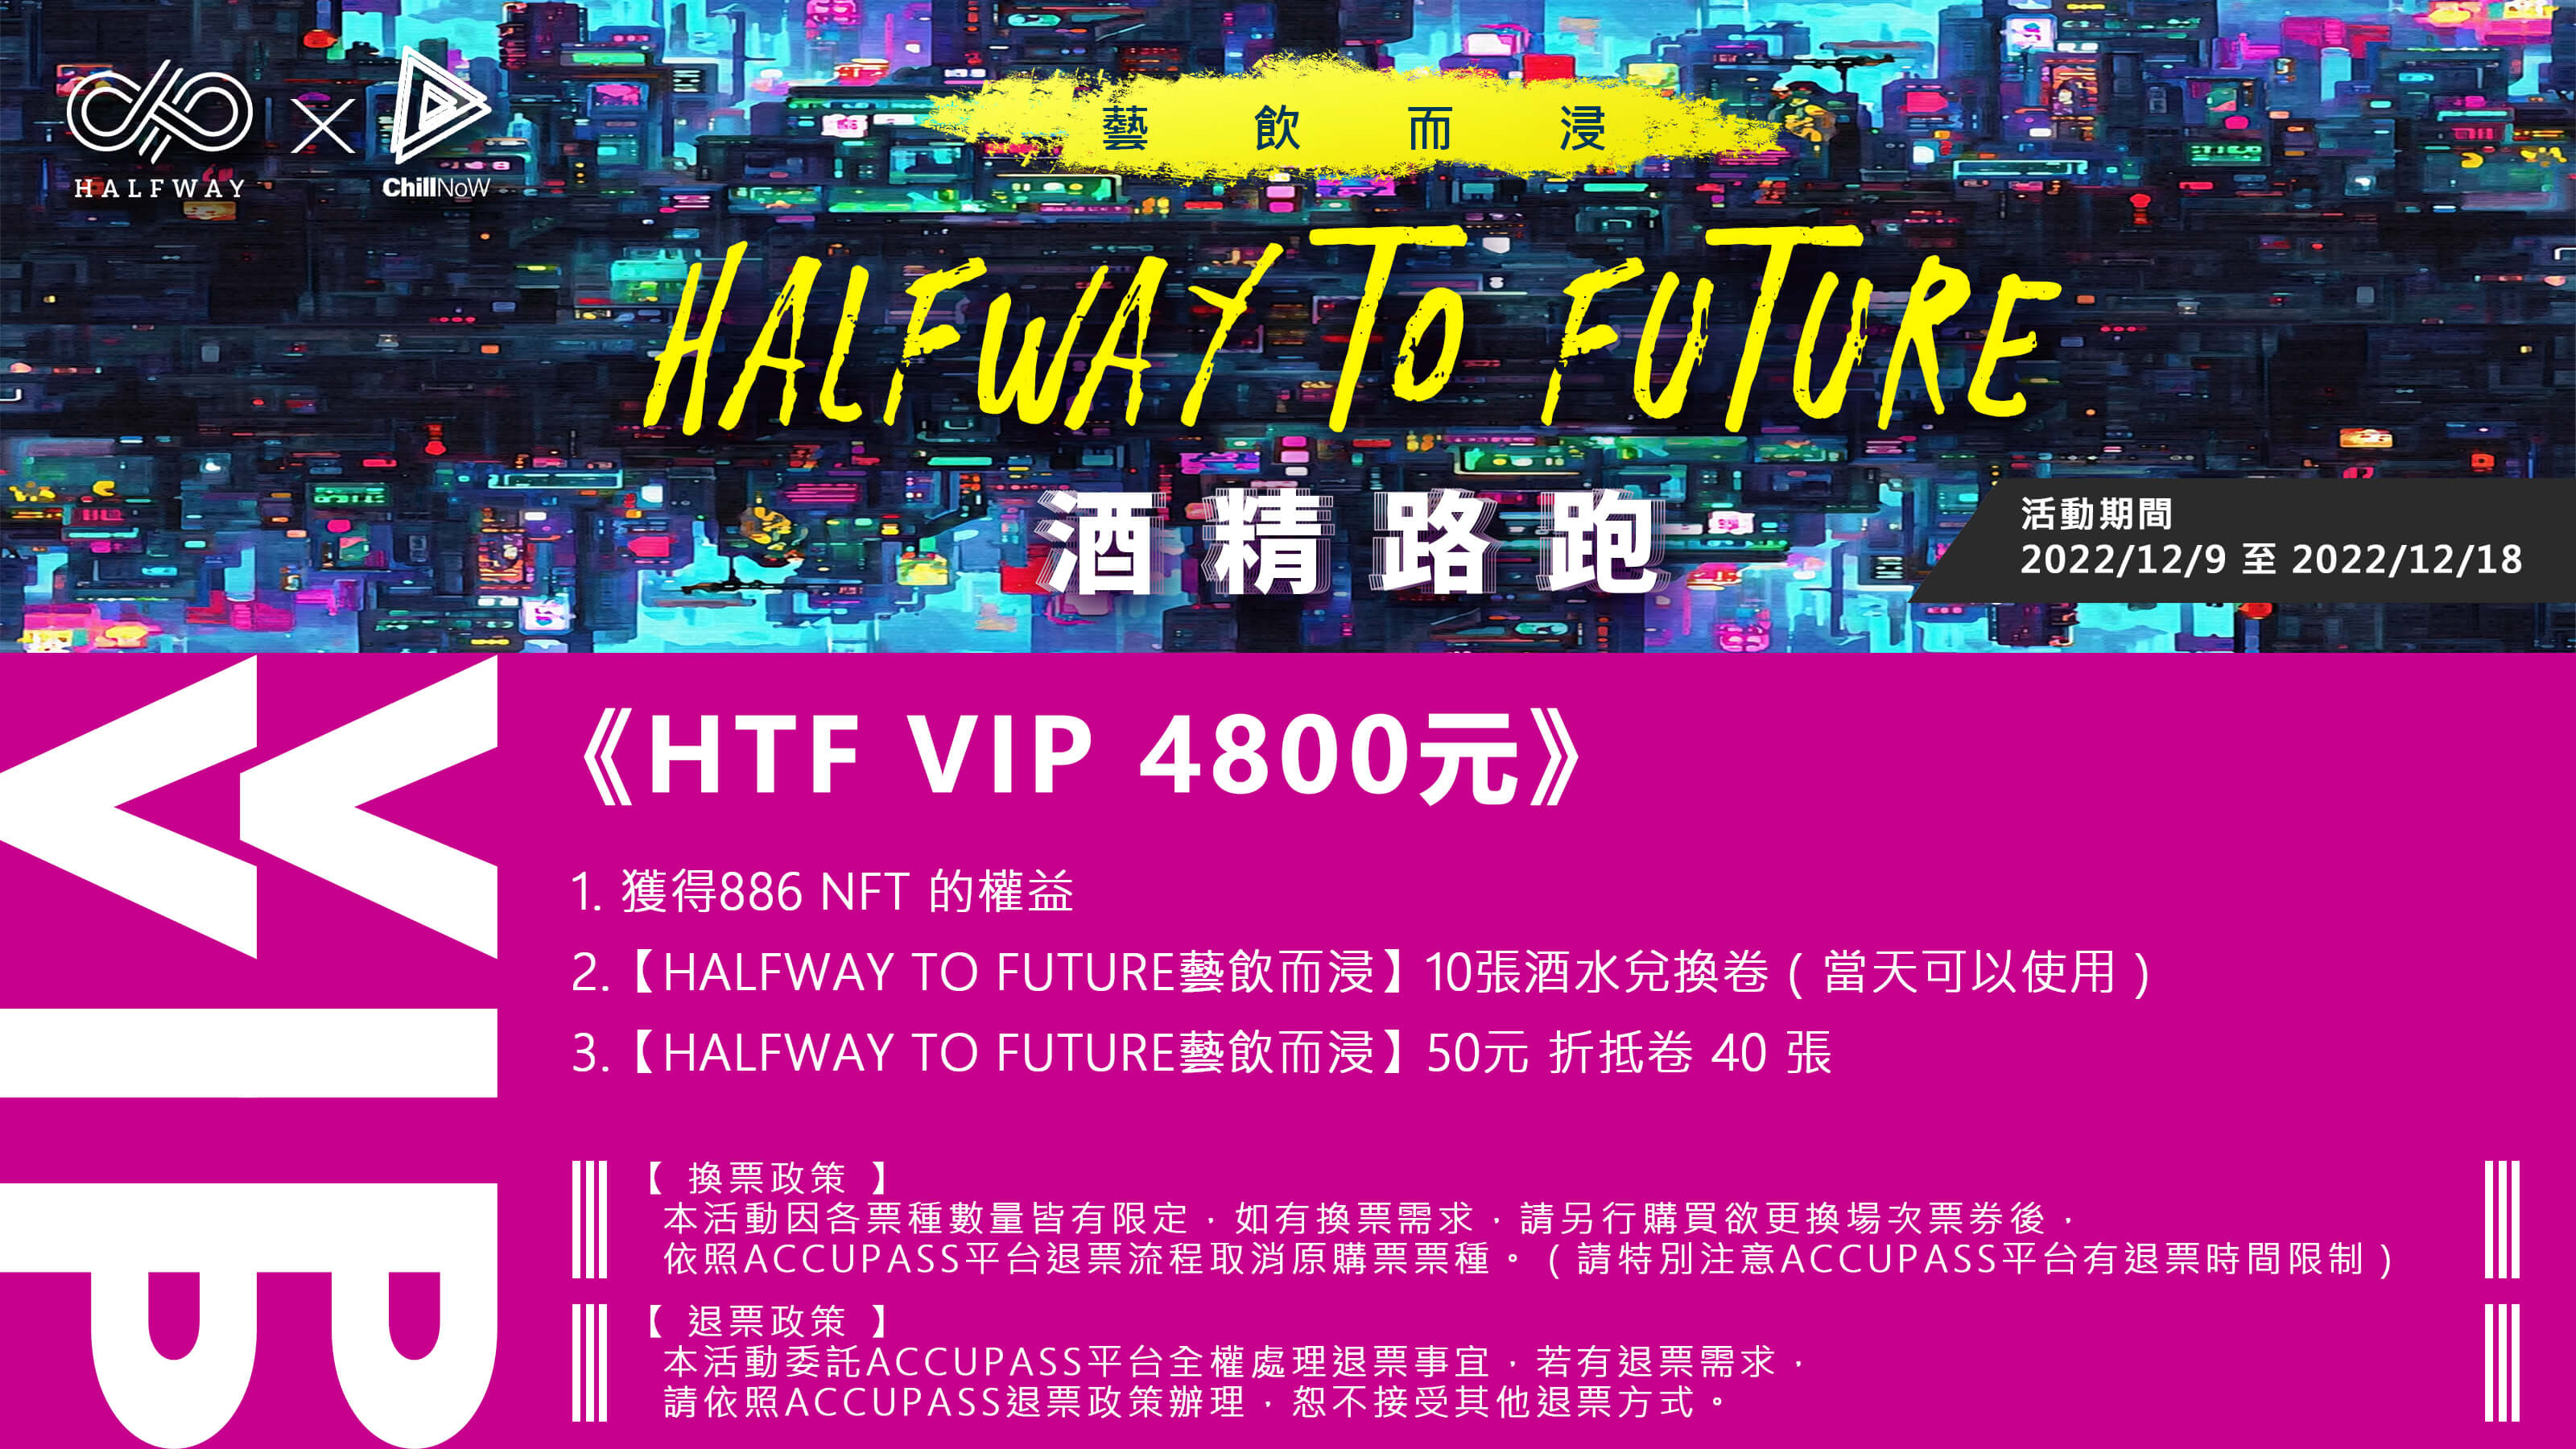 HALFWAY
ChillNoW
藝飲而浸
HALFWAY TO FUTURE
酒精路跑
活動期間
2022/12/9 至 2022/12/18
VIP
《HTF VIP 4800元》
1. 獲得886 NFT 的權益
2.【HALFWAY TO FUTURE藝飲而浸】10張酒水兌換卷（當天可以使用）
3.【HALFWAY TO FUTURE藝飲而浸】50元 折抵卷 40 張
【 換票政策 】
本活動因各票種數量皆有限定，如有換票需求，請另行購買欲更換場次票券後，
依照ACCUPASS平台退票流程取消原購票票種。（請特別注意ACCUPASS平台有退票時間限制）
【 退票政策 】
本活動委託ACCUPASS平台全權處理退票事宜，若有退票需求，
請依照ACCUPASS退票政策辦理，恕不接受其他退票方式。